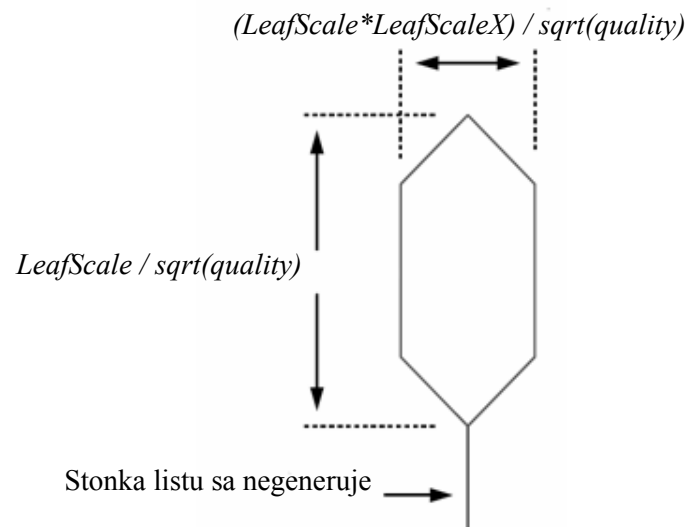 (LeafScale*LeafScaleX) / sqrt(quality)
LeafScale / sqrt(quality)
Stonka listu sa negeneruje